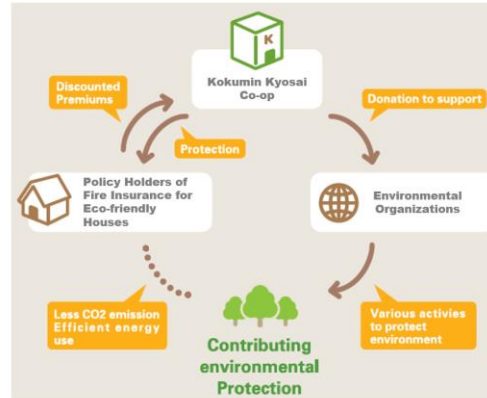 K
Kokumin Kyosai
Co-op
Discounted
Premiums
Donation to support
Protection
Policy Holders of
Fire Insurance for
Eco-friendly
Houses
Environmental
Organizations
Less CO2 emission
Efficient energy
use
Various activies
to protect
environment
Contributing
environmental
Protection